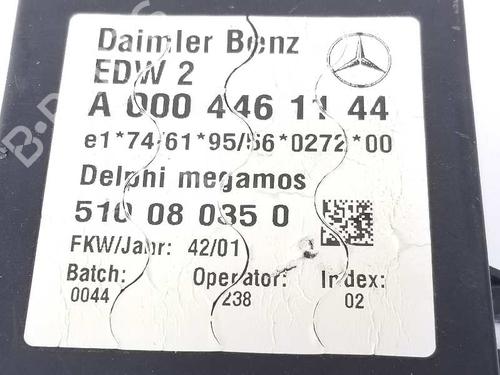 Daimler Benz
EDW 2
A 000 446 11 44
e1*74/61*95/56*0272*00
Delphi megamos
510 08 035 0
FKW/Jahr: 42/01
Batch: Operator: Index:
0044 238 02